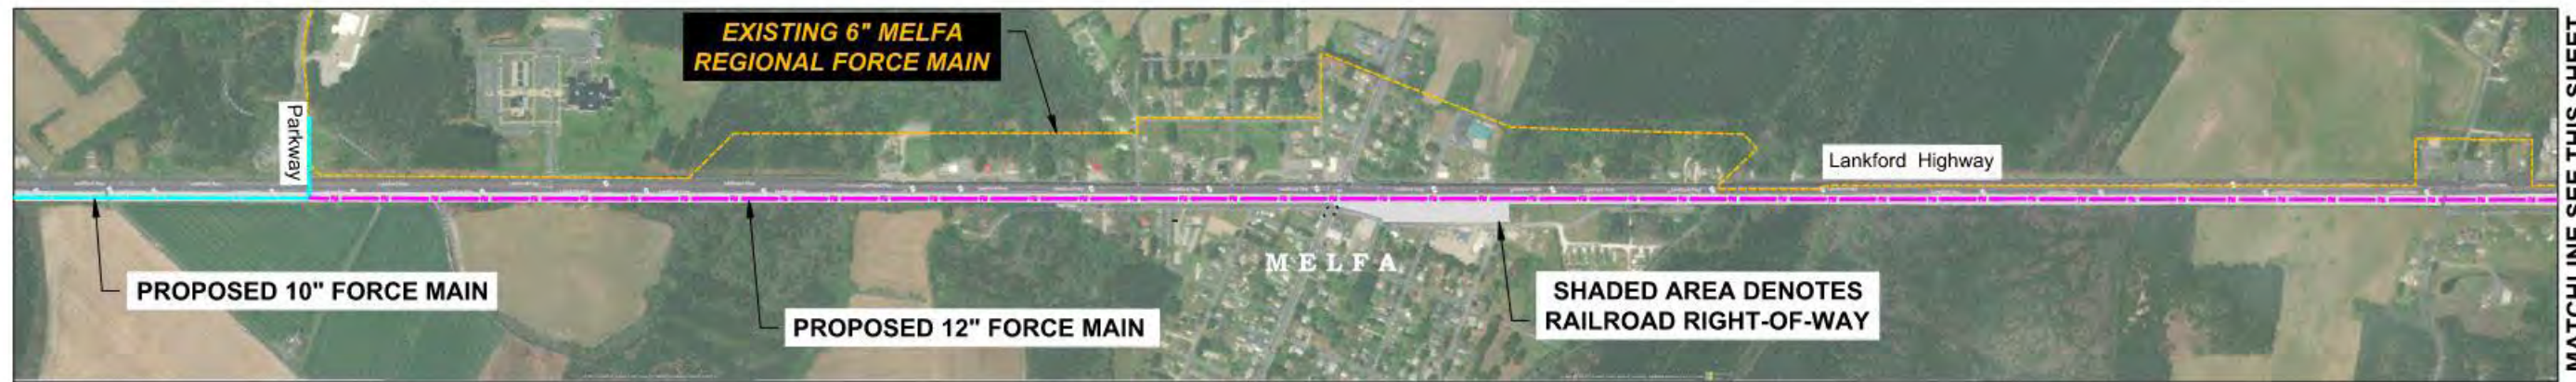 EXISTING 6" MELFA
REGIONAL FORCE MAIN
Parkway
Lankford Highway
PROPOSED 10" FORCE MAIN
PROPOSED 12" FORCE MAIN
MELFA
SHADED AREA DENOTES
RAILROAD RIGHT-OF-WAY
MATCHLINE SEE THIS SHEET